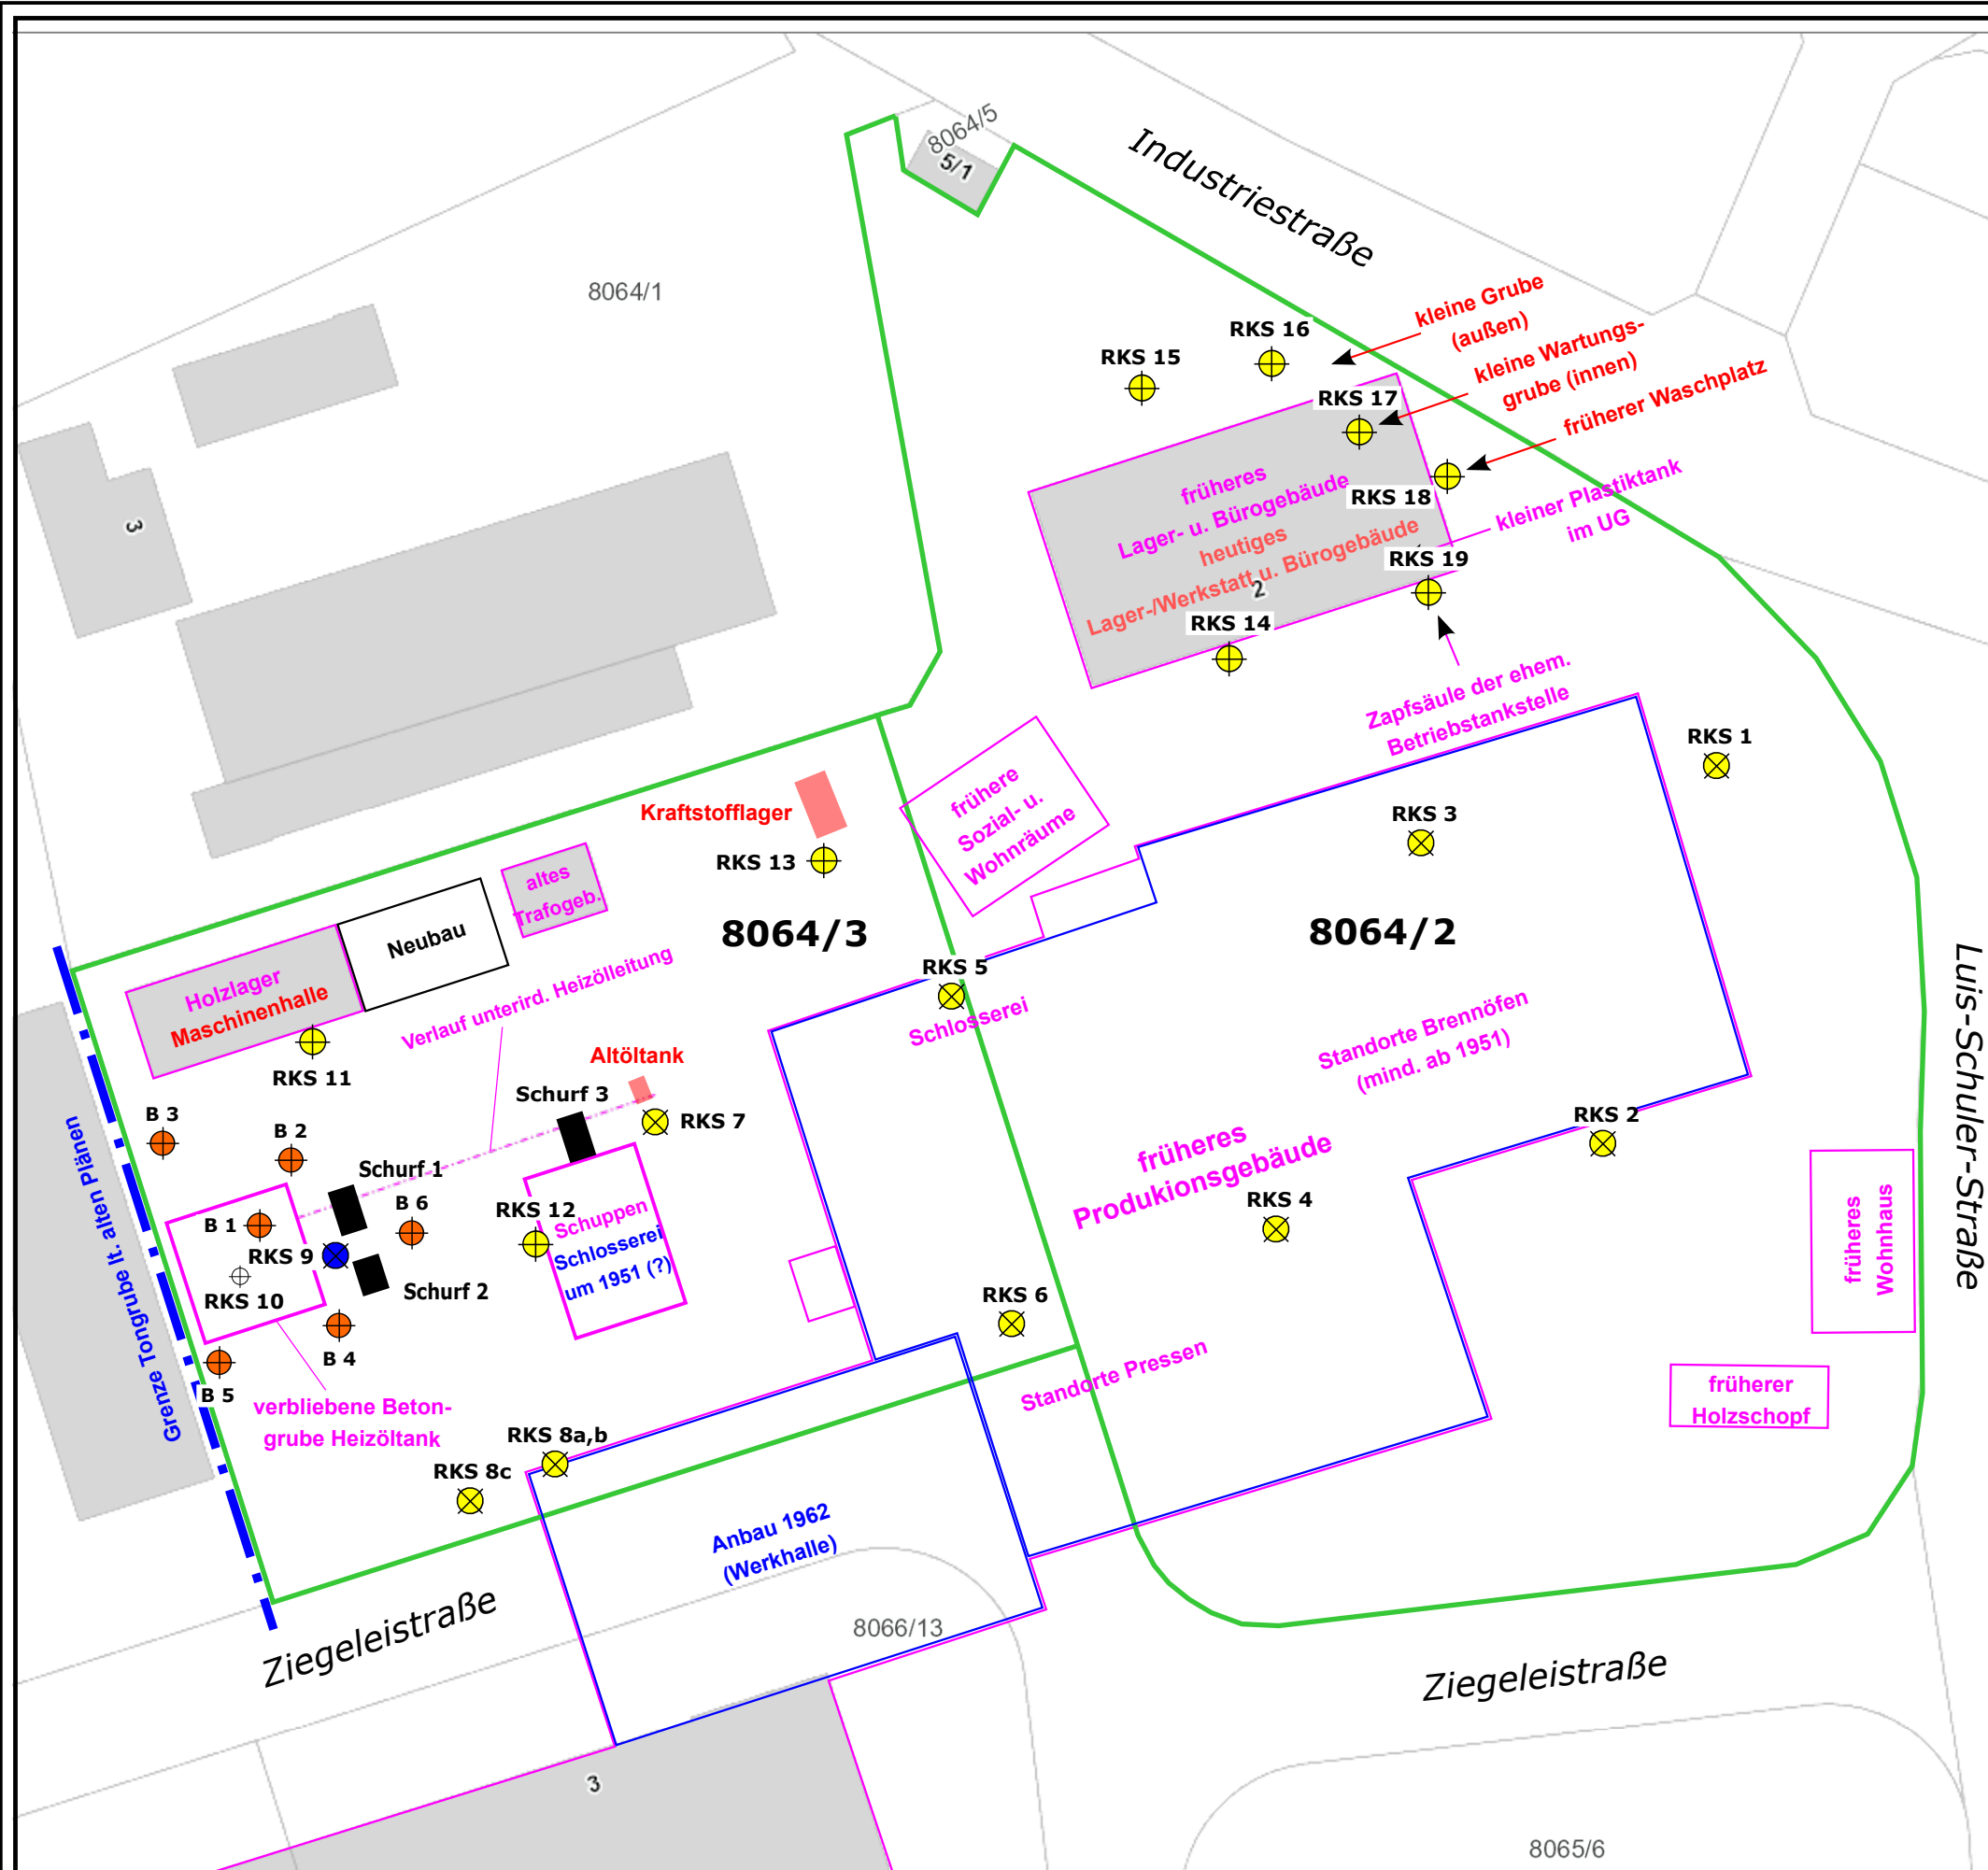 8064/5
5/1
Industriestraße
8064/1
kleine Grube
(außen)
kleine Wartungs-
grube (innen)
früherer Waschplatz
RKS 16
RKS 15
RKS 17
RKS 18
kleiner Plastiktank
im UG
früheres
Lager- u. Bürogebäude
heutiges
Lager-/Werkstatt u. Bürogebäude
2
RKS 19
RKS 14
3
Zapfsäule der ehem.
Betriebstankstelle
RKS 1
RKS 3
frühere
Sozial- u.
Wohnräume
Kraftstofflager
RKS 13
altes
Trafogeb.
8064/3
8064/2
Neubau
Holzlager
Maschinenhalle
Verlauf unterird. Heizölleitung
RKS 5
Schlosserei
Standorte Brennöfen
(mind. ab 1951)
Luis-Schuler-Straße
RKS 11
Altöltank
Schurf 3
RKS 7
B 3
B 2
Schurf 1
B 6
RKS 2
früheres
Produkionsgebäude
RKS 4
Grenze Tongrube lt. alten Plänen
B 1
RKS 9
RKS 10
Schurf 2
RKS 12
Schuppen
Schlosserei
um 1951 (?)
früheres
Wohnhaus
RKS 6
B 4
B 5
Standorte Pressen
früherer
Holzschopf
verbliebene Beton-
grube Heizöltank
RKS 8a,b
RKS 8c
Anbau 1962
(Werkhalle)
Ziegeleistraße
8066/13
Ziegeleistraße
3
8065/6